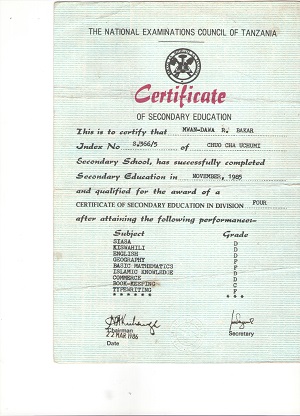 THE NATIONAL EXAMINATIONS COUNCIL OF TANZANIA
Certificate
OF SECONDARY EDUCATION
This is to certify that MWAN-DAWA R. BAKAR
Index No S.566/5 of CHUO CHA UCHUMI
Secondary School, has successfully completed
Secondary Education in NOVEMBER, 1985
and qualified for the award of a
CERTIFICATE OF SECONDARY EDUCATION IN DIVISION FOUR
after attaining the following performances:-
Subject Grade
SIASA D
KISWAHILI D
ENGLISH D
GEOGRAPHY D
BASIC MATHEMATICS F
ISLAMIC KNOWLEDGE D
COMMERCE D
BOOK-KEEPING C
TYPEWRITING F
* * * * * * * * *
Chairman Secretary
22 MAR 1986
Date